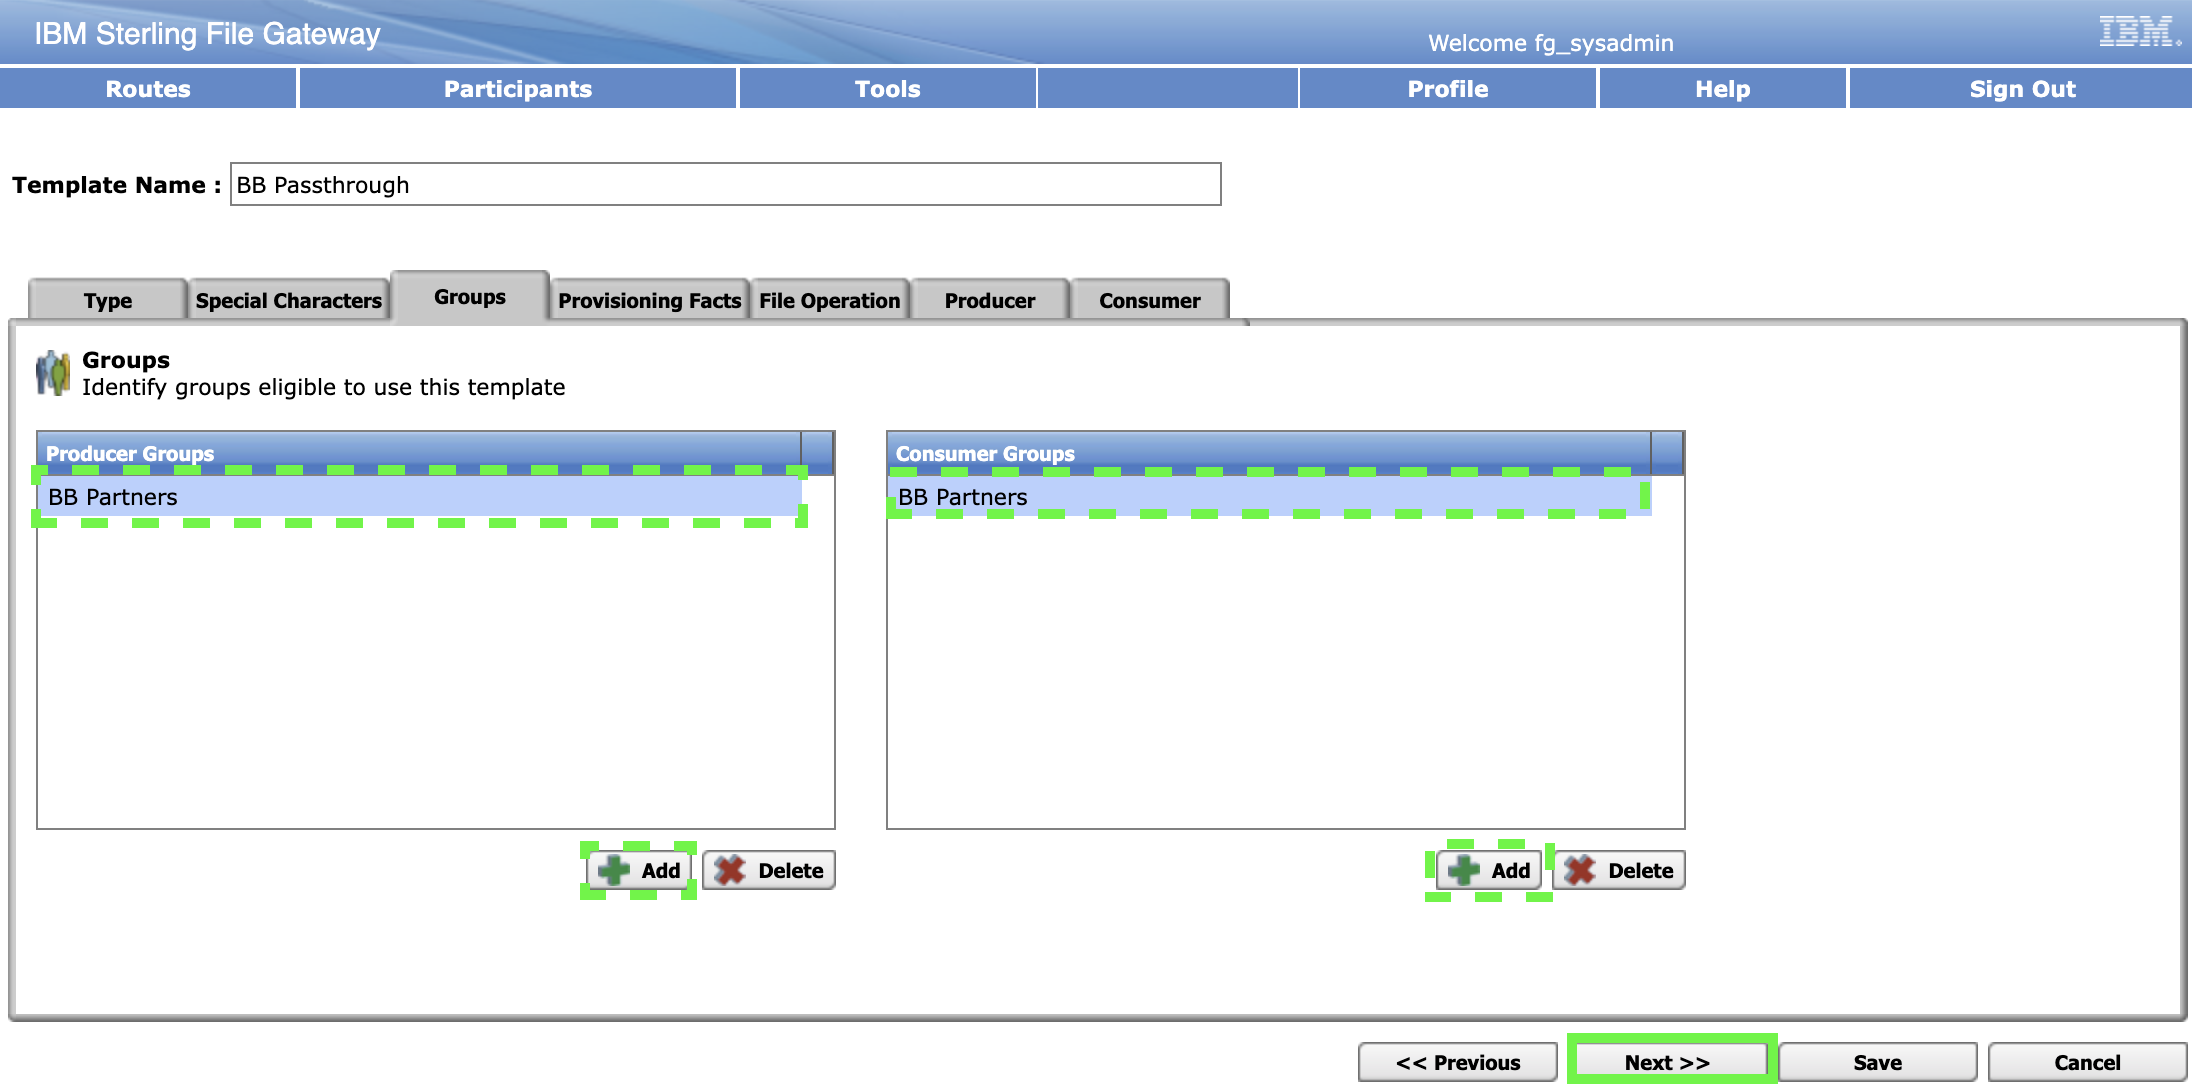 IBM Sterling File Gateway
Welcome fg_sysadmin
IBM
Routes Participants Tools Profile Help Sign Out
Template Name : BB Passthrough
Type Special Characters Groups Provisioning Facts File Operation Producer Consumer
Groups
Identify groups eligible to use this template
Producer Groups Consumer Groups
BB Partners BB Partners
Add Delete Add Delete
<< Previous Next >> Save Cancel